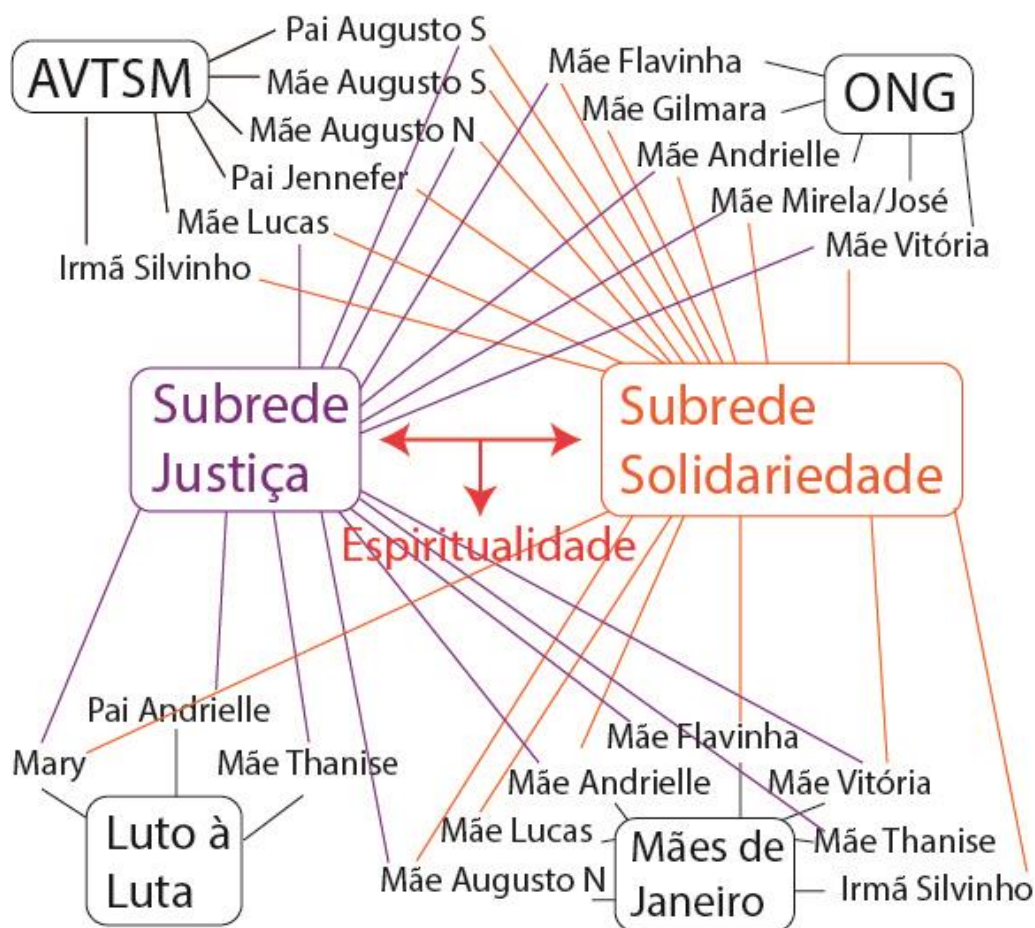 AVTSM
Pai Augusto S
Mãe Augusto S
Mãe Augusto N
Pai Jennefer
Mãe Lucas
Irmã Silvinho
Mãe Flavinha
Mãe Gilmara
Mãe Andrielle
Mãe Mirela/José
Mãe Vitória
ONG
Subrede
Justiça
Subrede
Solidariedade
Espiritualidade
Pai Andrielle
Mary
Mãe Thanise
Luto à
Luta
Mãe Flavinha
Mãe Andrielle
Mãe Vitória
Mãe Lucas
Mãe Thanise
Mãe Augusto N
Irmã Silvinho
Mães de
Janeiro